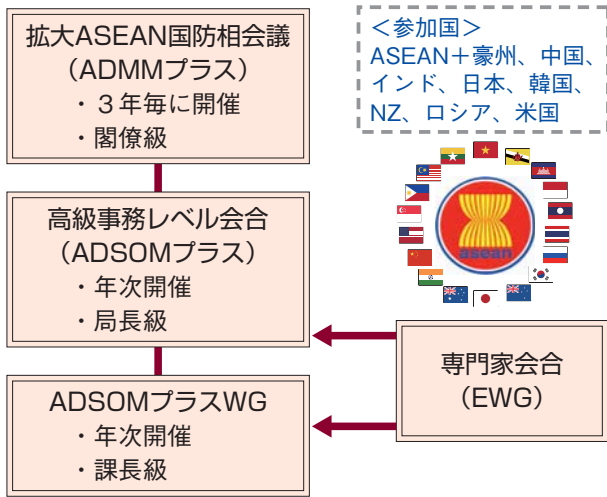 拡大ASEAN国防相会議
（ADMMプラス）
・３年毎に開催
・閣僚級
＜参加国＞
ASEAN＋豪州、中国、
インド、日本、韓国、
NZ、ロシア、米国
高級事務レベル会合
（ADSOMプラス）
・年次開催
・局長級
asean
専門家会合
（EWG）
ADSOMプラスWG
・年次開催
・課長級